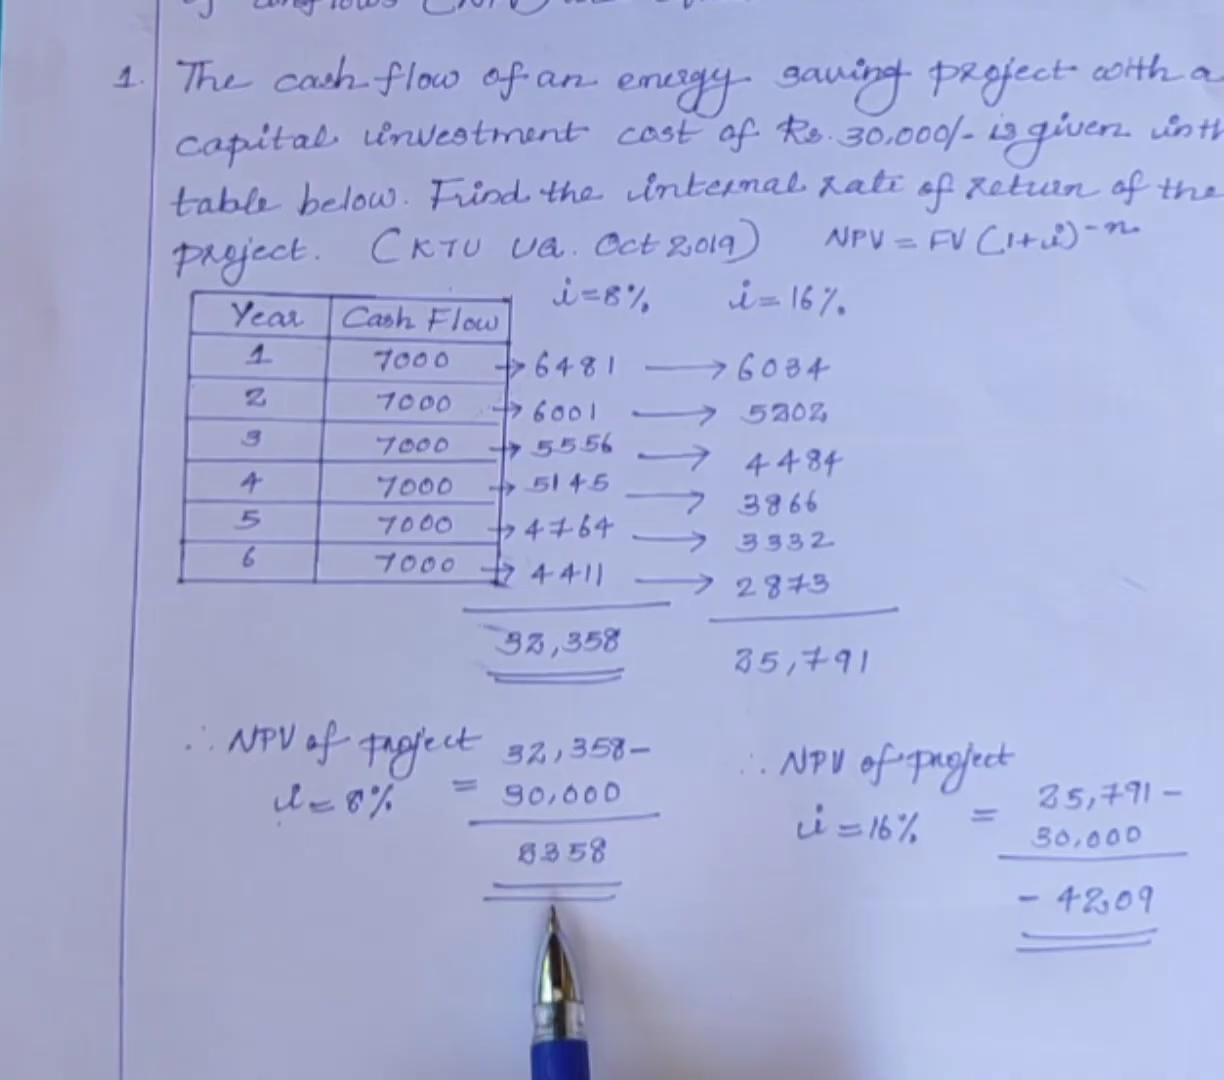 1. The cash flow of an energy saving project with a
capital investment cost of Rs. 30,000/- is given in th
table below. Find the internal rate of return of the
project. (KTU UQ. Oct 2019) NPV = FV (1+i)⁻ⁿ
i=8% i=16%
Year Cash Flow
1 7000 → 6481 → 6034
2 7000 → 6001 → 5202
3 7000 → 5556 → 4484
4 7000 → 5145 → 3866
5 7000 → 4764 → 3332
6 7000 → 4411 → 2873
32,358 25,791
∴ NPV of project 32,358-
i=8% = 30,000
2358
∴ NPV of project
i=16% = 25,791-
30,000
-4209